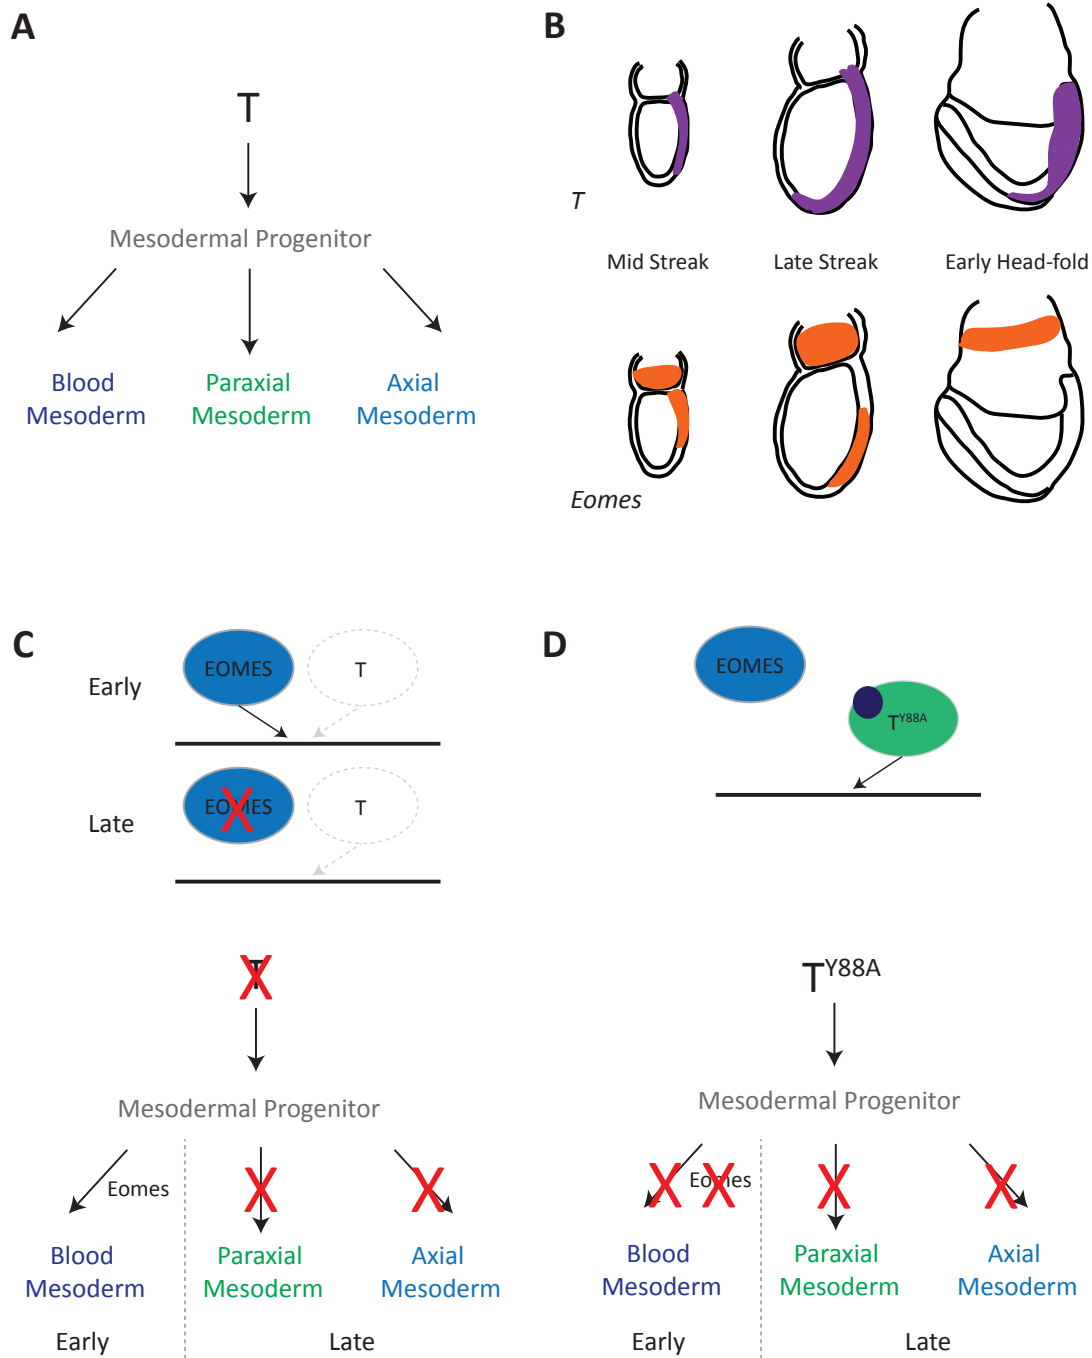 A
T
Mesodermal Progenitor
Blood Mesoderm
Paraxial Mesoderm
Axial Mesoderm
B
T
Mid Streak
Late Streak
Early Head-fold
Eomes
C
Early
EOMES
T
Late
EOMES
T
T
Mesodermal Progenitor
Eomes
Blood Mesoderm
Paraxial Mesoderm
Axial Mesoderm
Early
Late
D
EOMES
T^Y88A
T^Y88A
Mesodermal Progenitor
Eomes
Blood Mesoderm
Paraxial Mesoderm
Axial Mesoderm
Early
Late